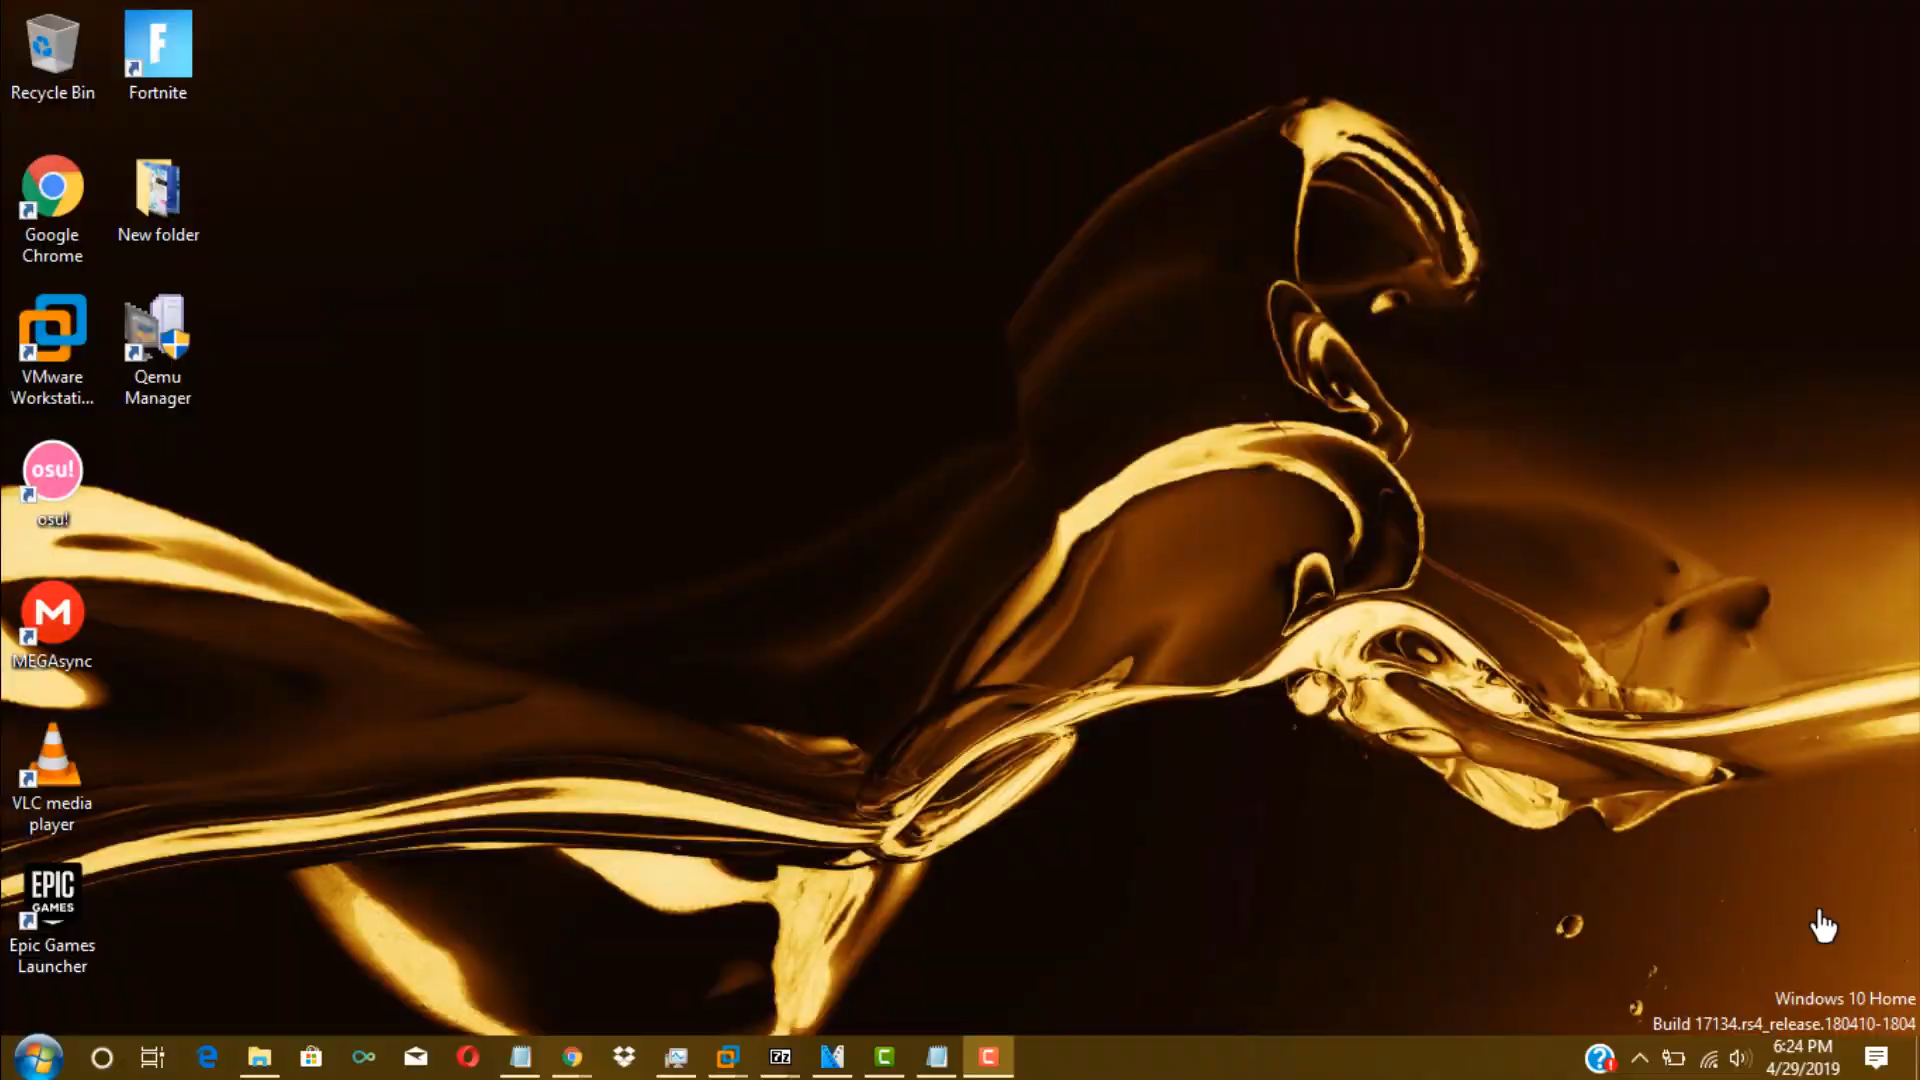 Recycle Bin
F
Fortnite
Google
Chrome
New folder
VMware
Workstati...
Qemu
Manager
osu!
osu!
M
MEGAsync
VLC media
player
EPIC
GAMES
Epic Games
Launcher
Windows 10 Home
Build 17134.rs4_release.180410-1804
7z
C
C
6:24 PM
4/29/2019